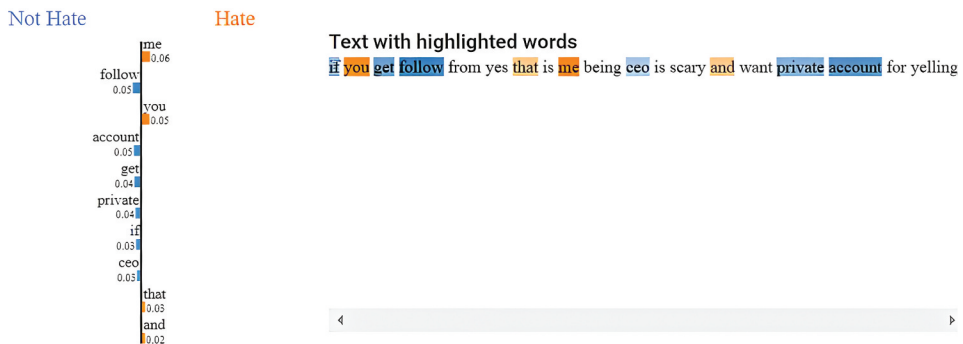 Not Hate
Hate
me
0.06
follow
0.05
you
0.05
account
0.05
get
0.04
private
0.04
if
0.03
ceo
0.03
that
0.03
and
0.02
Text with highlighted words
if you get follow from yes that is me being ceo is scary and want private account for yelling